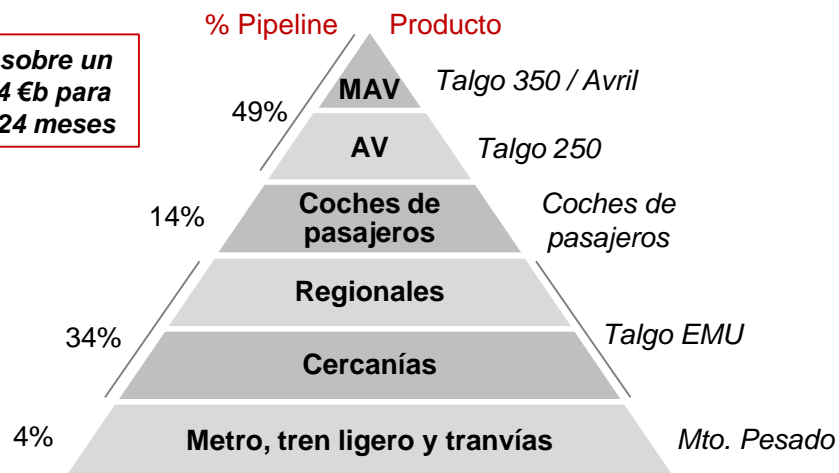 % Pipeline Producto
sobre un
4 €b para
24 meses
MAV
Talgo 350 / Avril
49%
AV
Talgo 250
14%
Coches de
pasajeros
Coches de
pasajeros
Regionales
34%
Talgo EMU
Cercanías
4%
Metro, tren ligero y tranvías
Mto. Pesado